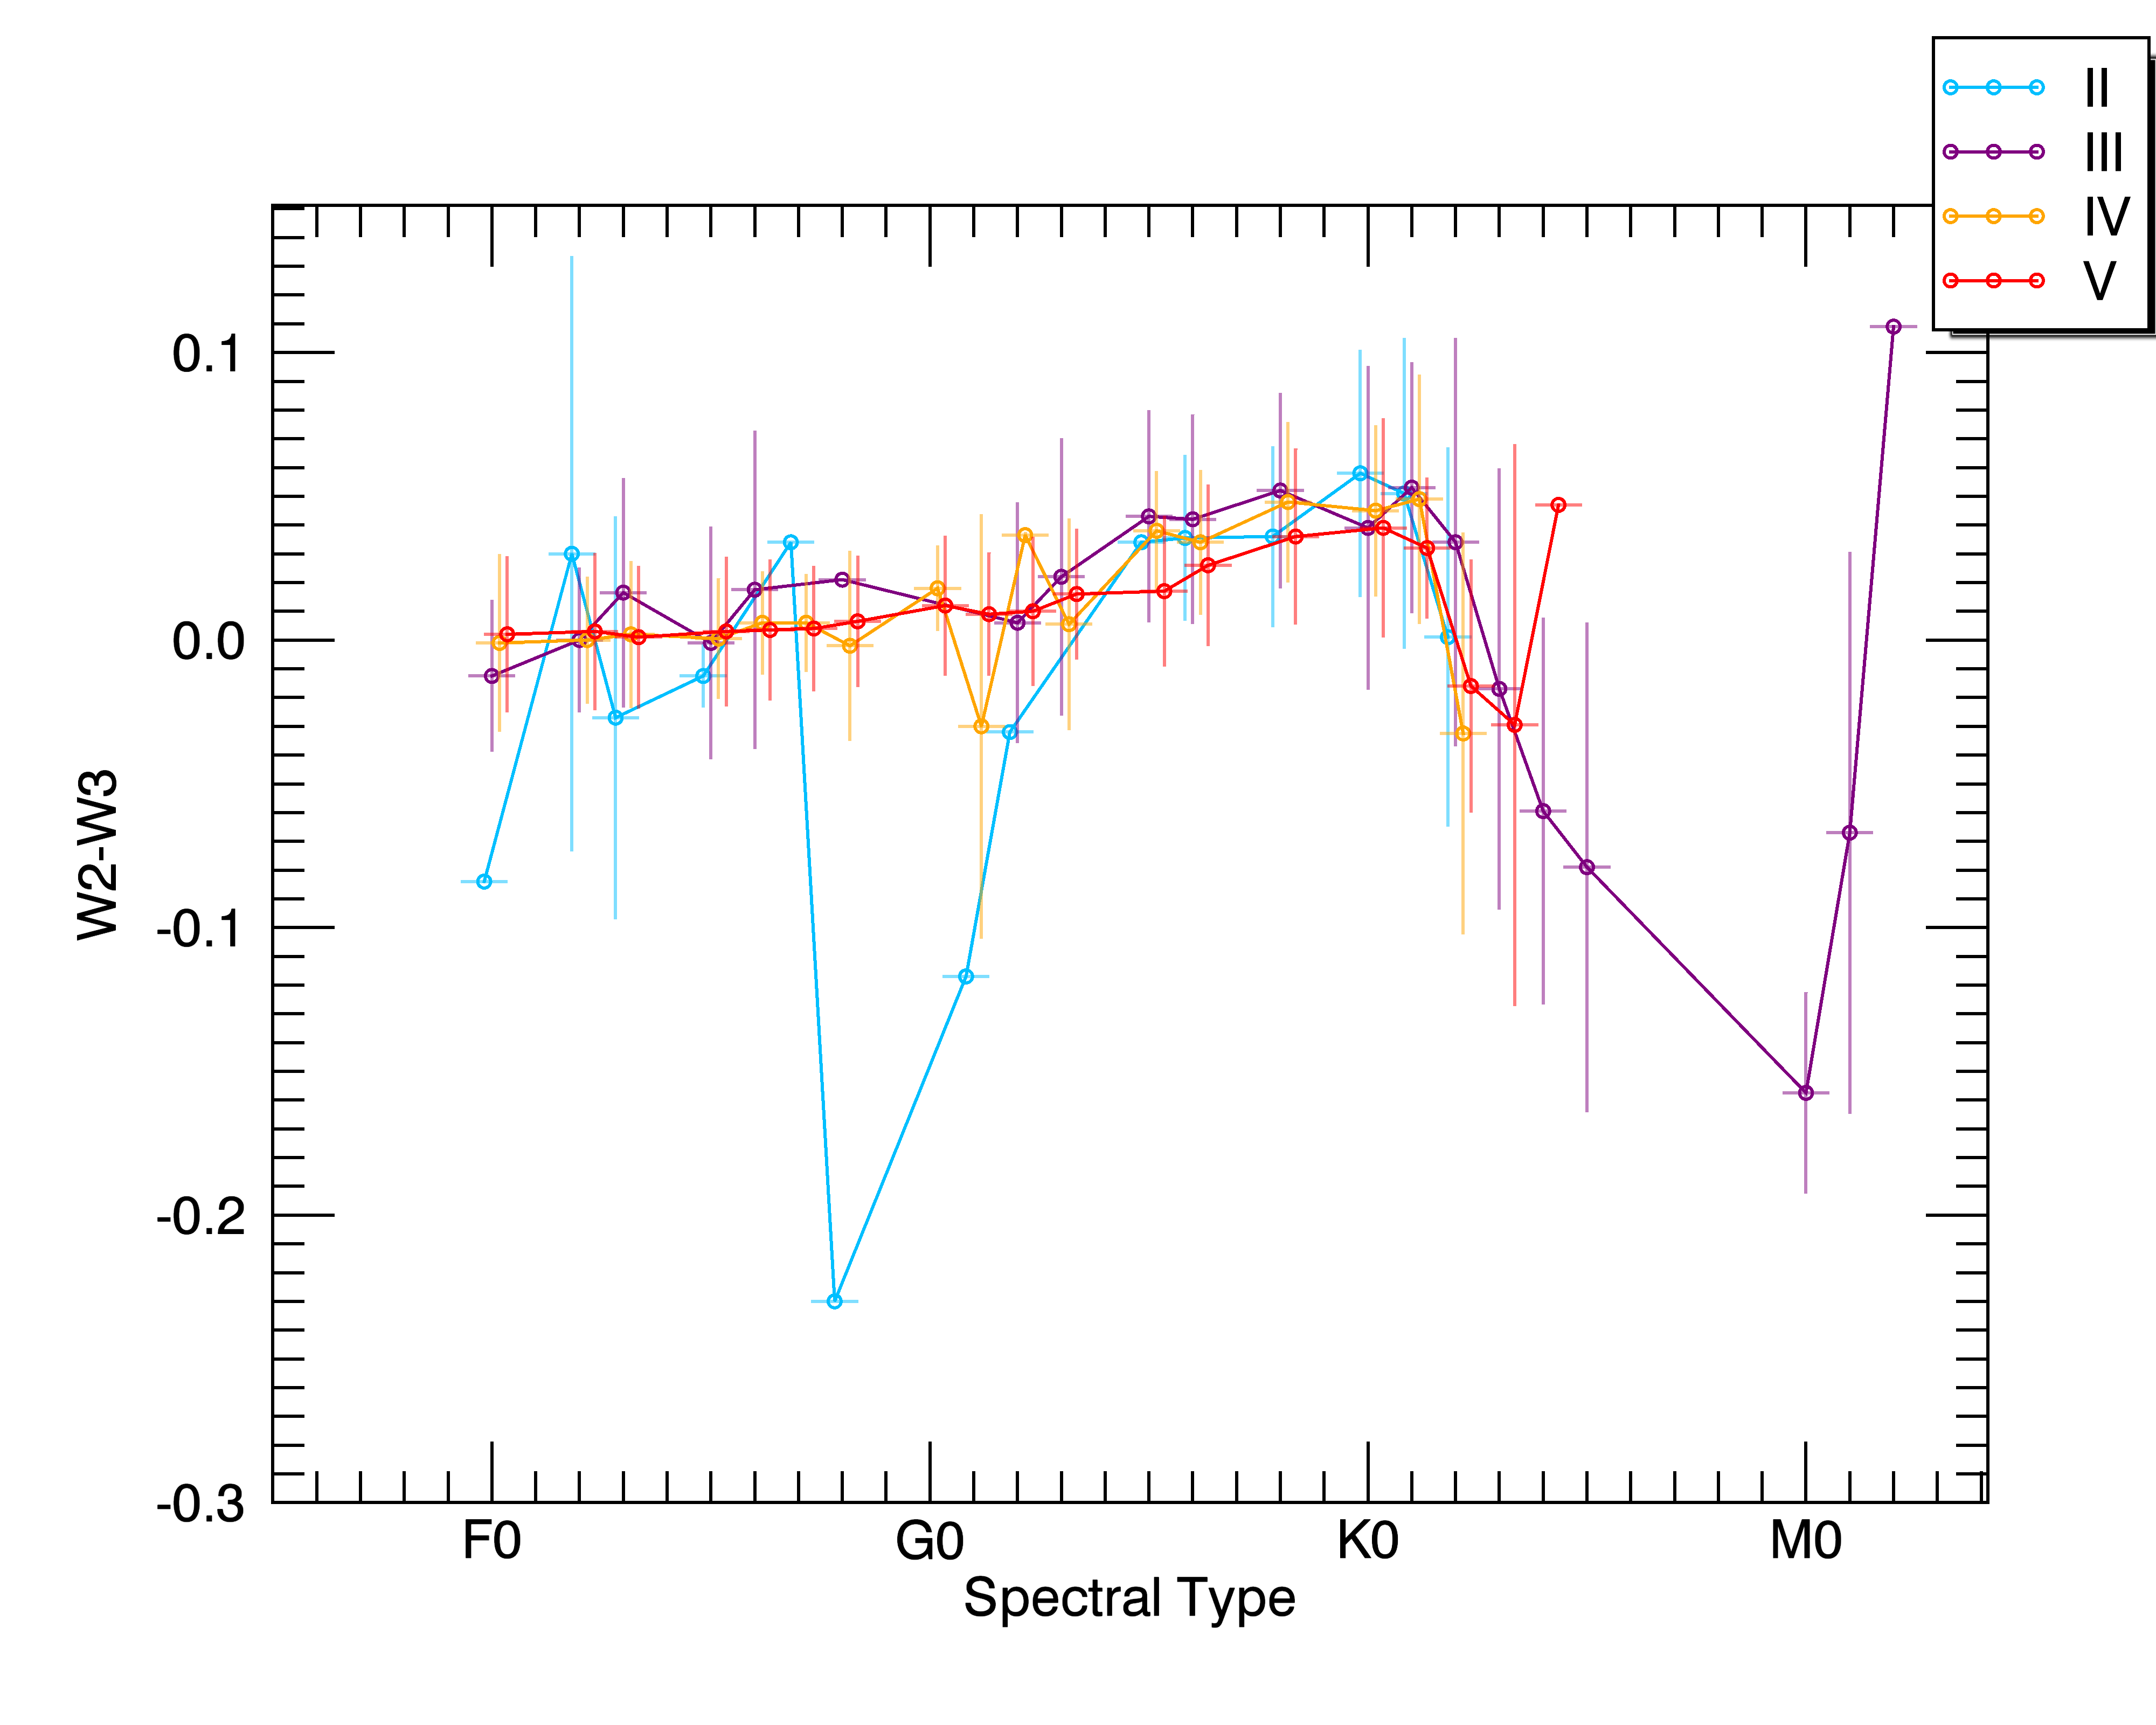 II
III
IV
V
0.1
0.0
-0.1
-0.2
-0.3
W2-W3
F0
G0
K0
M0
Spectral Type